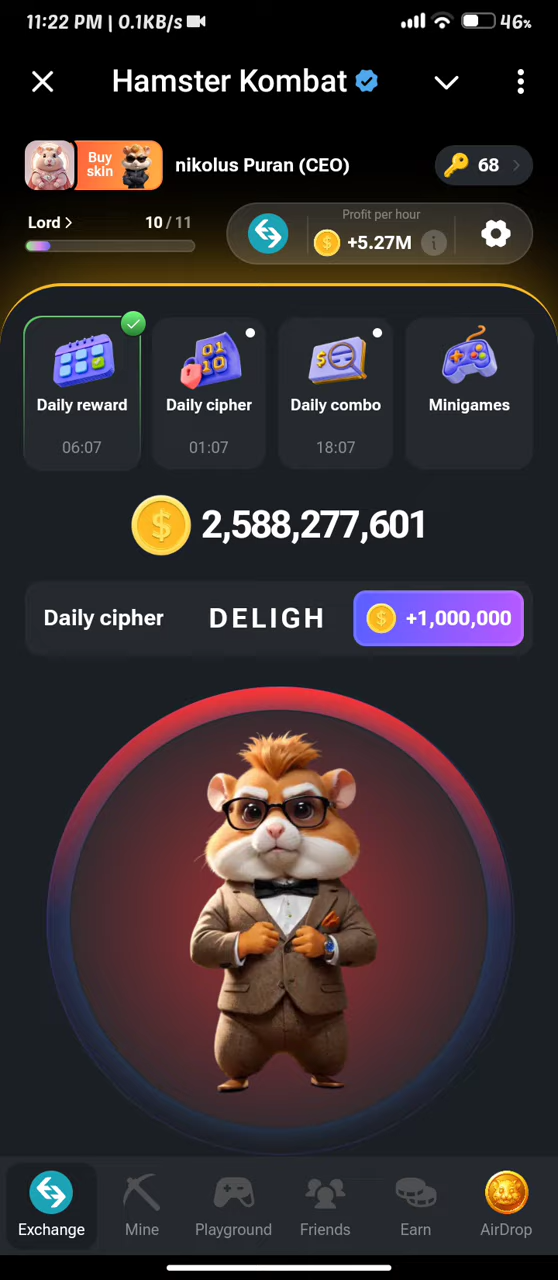 11:22 PM | 0.1KB/s 46%
Hamster Kombat
Buy skin nikolus Puran (CEO) 68
Lord > 10 / 11
Profit per hour
+5.27M
Daily reward Daily cipher Daily combo Minigames
06:07 01:07 18:07
2,588,277,601
Daily cipher DELIGH +1,000,000
Exchange Mine Playground Friends Earn AirDrop